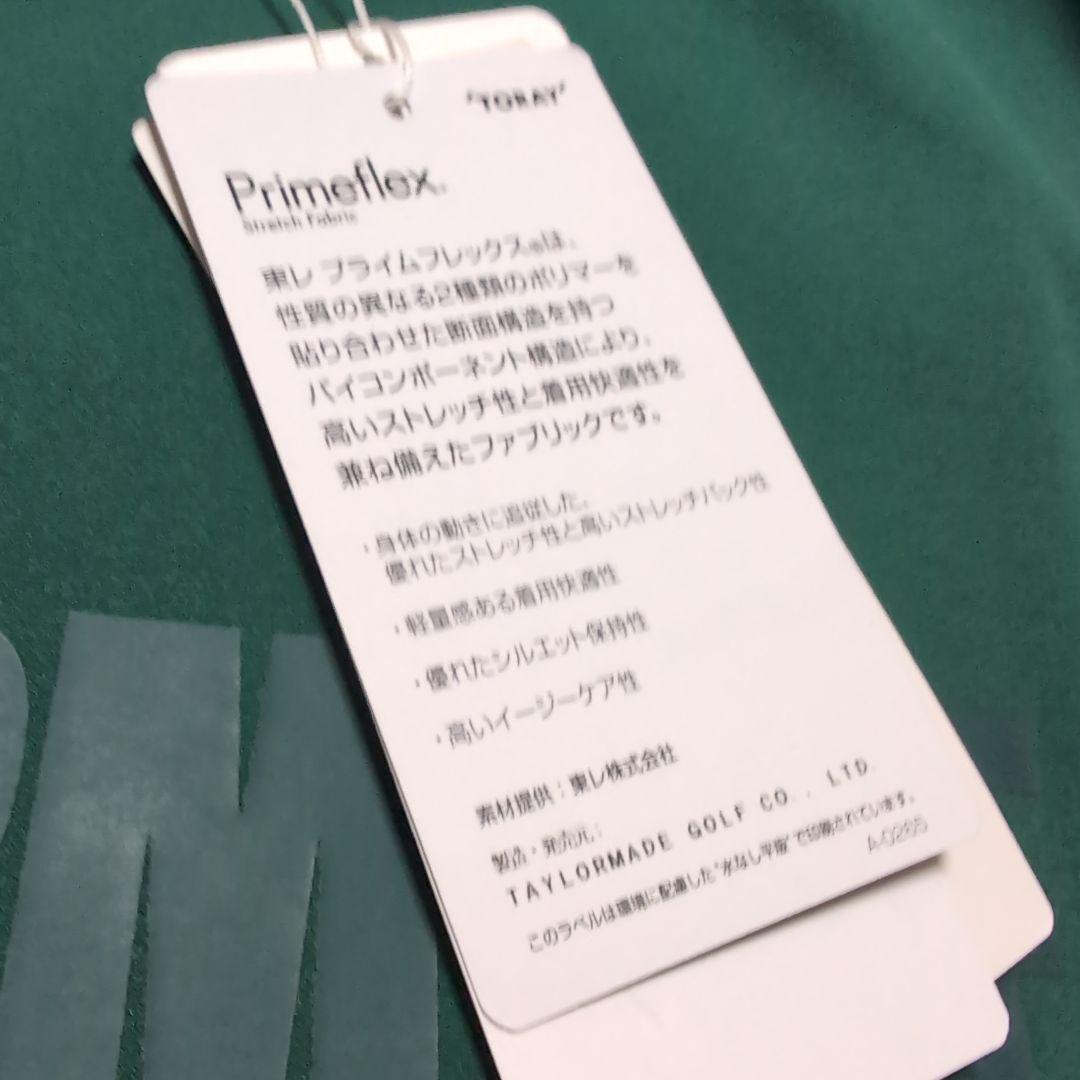 'TORAY'
Primeflex®
Stretch Fabric
東レ プライムフレックス®は、
性質の異なる2種類のポリマーを
貼り合わせた断面構造を持つ
バイコンポーネント構造により、
高いストレッチ性と着用快適性を
兼ね備えたファブリックです。
・身体の動きに追従した、
優れたストレッチ性と高いストレッチバック性
・軽量感ある着用快適性
・優れたシルエット保持性
・高いイージーケア性
素材提供：東レ株式会社
製造・発売元：
TAYLORMADE GOLF CO., LTD.
このラベルは環境に配慮した"水なし平版"で印刷されています。
A-0265